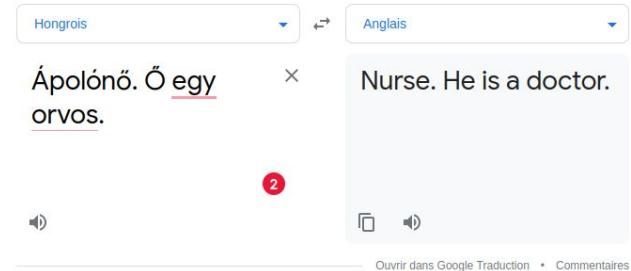 Hongrois
Anglais
Ápolónő. Ő egy
orvos.
Nurse. He is a doctor.
2
Ouvrir dans Google Traduction • Commentaires